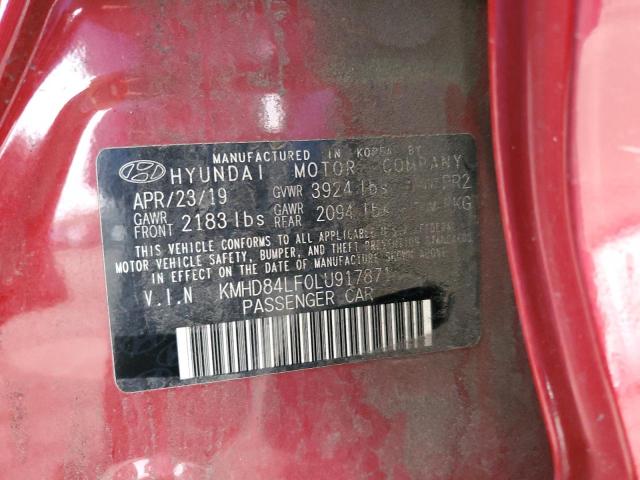 MANUFACTURED IN KOREA BY
HYUNDAI MOTOR COMPANY
APR/23/19 GVWR 3924 lbs
GAWR FRONT 2183 lbs GAWR REAR 2094 lbs KG
THIS VEHICLE CONFORMS TO ALL APPLICABLE U.S FEDERAL
MOTOR VEHICLE SAFETY, BUMPER, AND THEFT PREVENTION STANDARDS
IN EFFECT ON THE DATE OF MANUFACTURE SHOWN ABOVE.
V.I.N KMHD84LF0LU917871
PASSENGER CAR